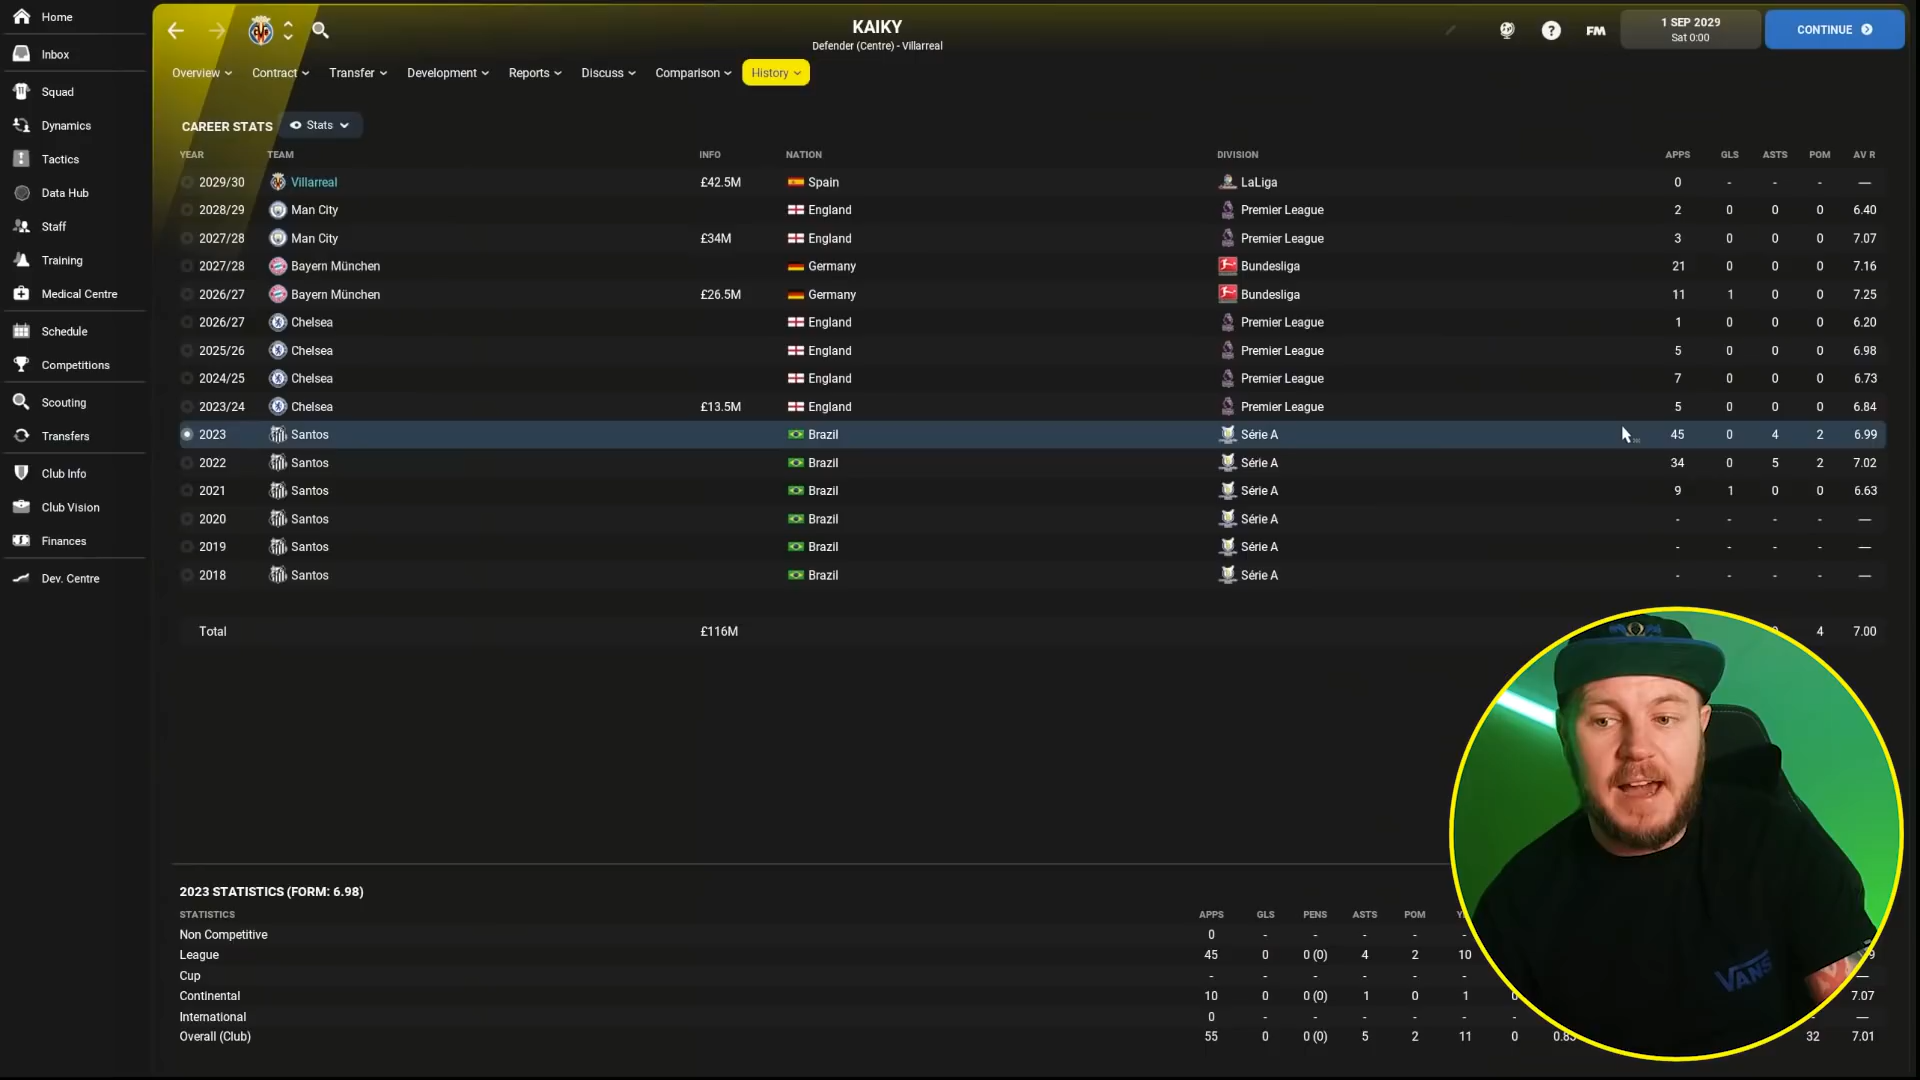 Home
Inbox
Squad
Dynamics
Tactics
Data Hub
Staff
Training
Medical Centre
Schedule
Competitions
Scouting
Transfers
Club Info
Club Vision
Finances
Dev. Centre
KAIKY
Defender (Centre) - Villarreal
? FM
1 SEP 2029
Sat 0:00
CONTINUE
Overview Contract Transfer Development Reports Discuss Comparison History
CAREER STATS Stats
YEAR TEAM INFO NATION DIVISION APPS GLS ASTS POM AV R
2029/30 Villarreal £42.5M Spain LaLiga 0 - - - —
2028/29 Man City England Premier League 2 0 0 0 6.40
2027/28 Man City £34M England Premier League 3 0 0 0 7.07
2027/28 Bayern München Germany Bundesliga 21 0 0 0 7.16
2026/27 Bayern München £26.5M Germany Bundesliga 11 1 0 0 7.25
2026/27 Chelsea England Premier League 1 0 0 0 6.20
2025/26 Chelsea England Premier League 5 0 0 0 6.98
2024/25 Chelsea England Premier League 7 0 0 0 6.73
2023/24 Chelsea £13.5M England Premier League 5 0 0 0 6.84
2023 Santos Brazil Série A 45 0 4 2 6.99
2022 Santos Brazil Série A 34 0 5 2 7.02
2021 Santos Brazil Série A 9 1 0 0 6.63
2020 Santos Brazil Série A - - - - —
2019 Santos Brazil Série A - - - - —
2018 Santos Brazil Série A - - - - —
Total £116M 4 7.00
2023 STATISTICS (FORM: 6.98)
STATISTICS APPS GLS PENS ASTS POM
Non Competitive 0 - - - - -
League 45 0 0 (0) 4 2 10
Cup - - - - - -
Continental 10 0 0 (0) 1 0 1 7.07
International 0 - - - - - - —
Overall (Club) 55 0 0 (0) 5 2 11 0 32 7.01
VANS